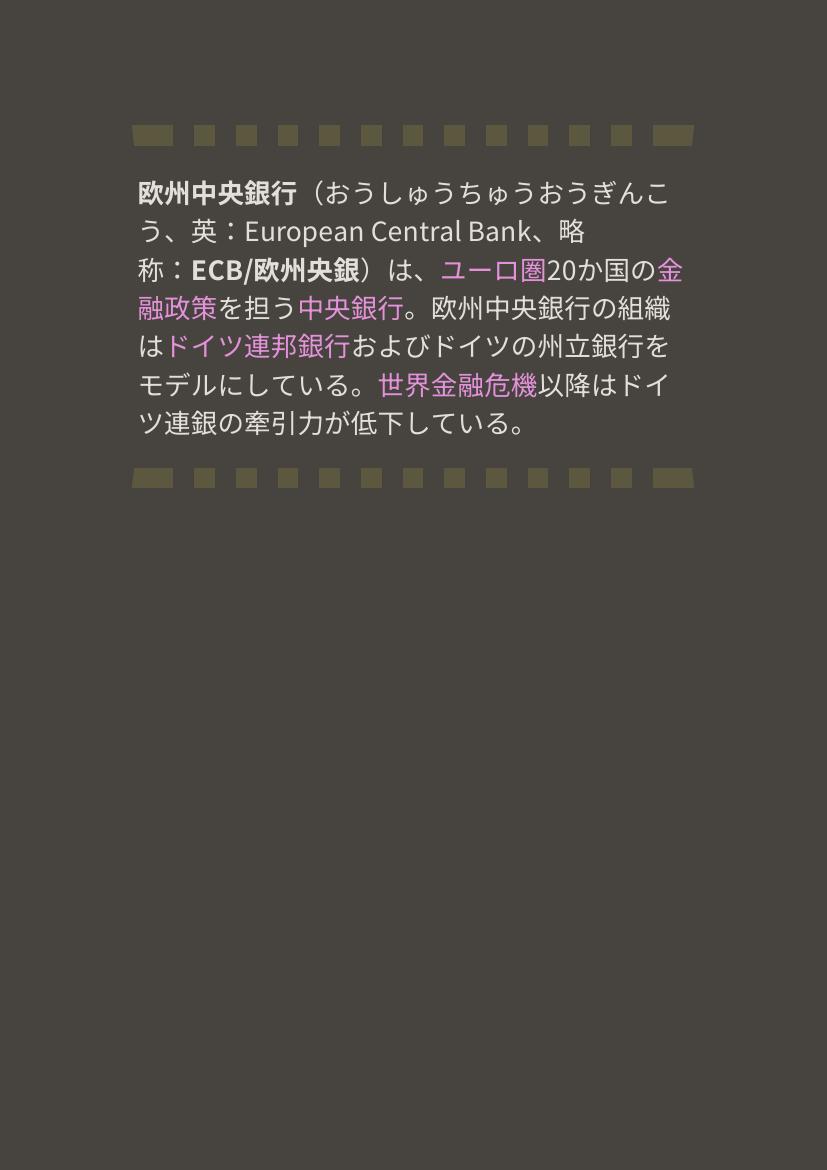 欧州中央銀行（おうしゅうちゅうおうぎんこ
う、英：European Central Bank、略
称：ECB/欧州央銀）は、ユーロ圏20か国の金
融政策を担う中央銀行。欧州中央銀行の組織
はドイツ連邦銀行およびドイツの州立銀行を
モデルにしている。世界金融危機以降はドイ
ツ連銀の牽引力が低下している。